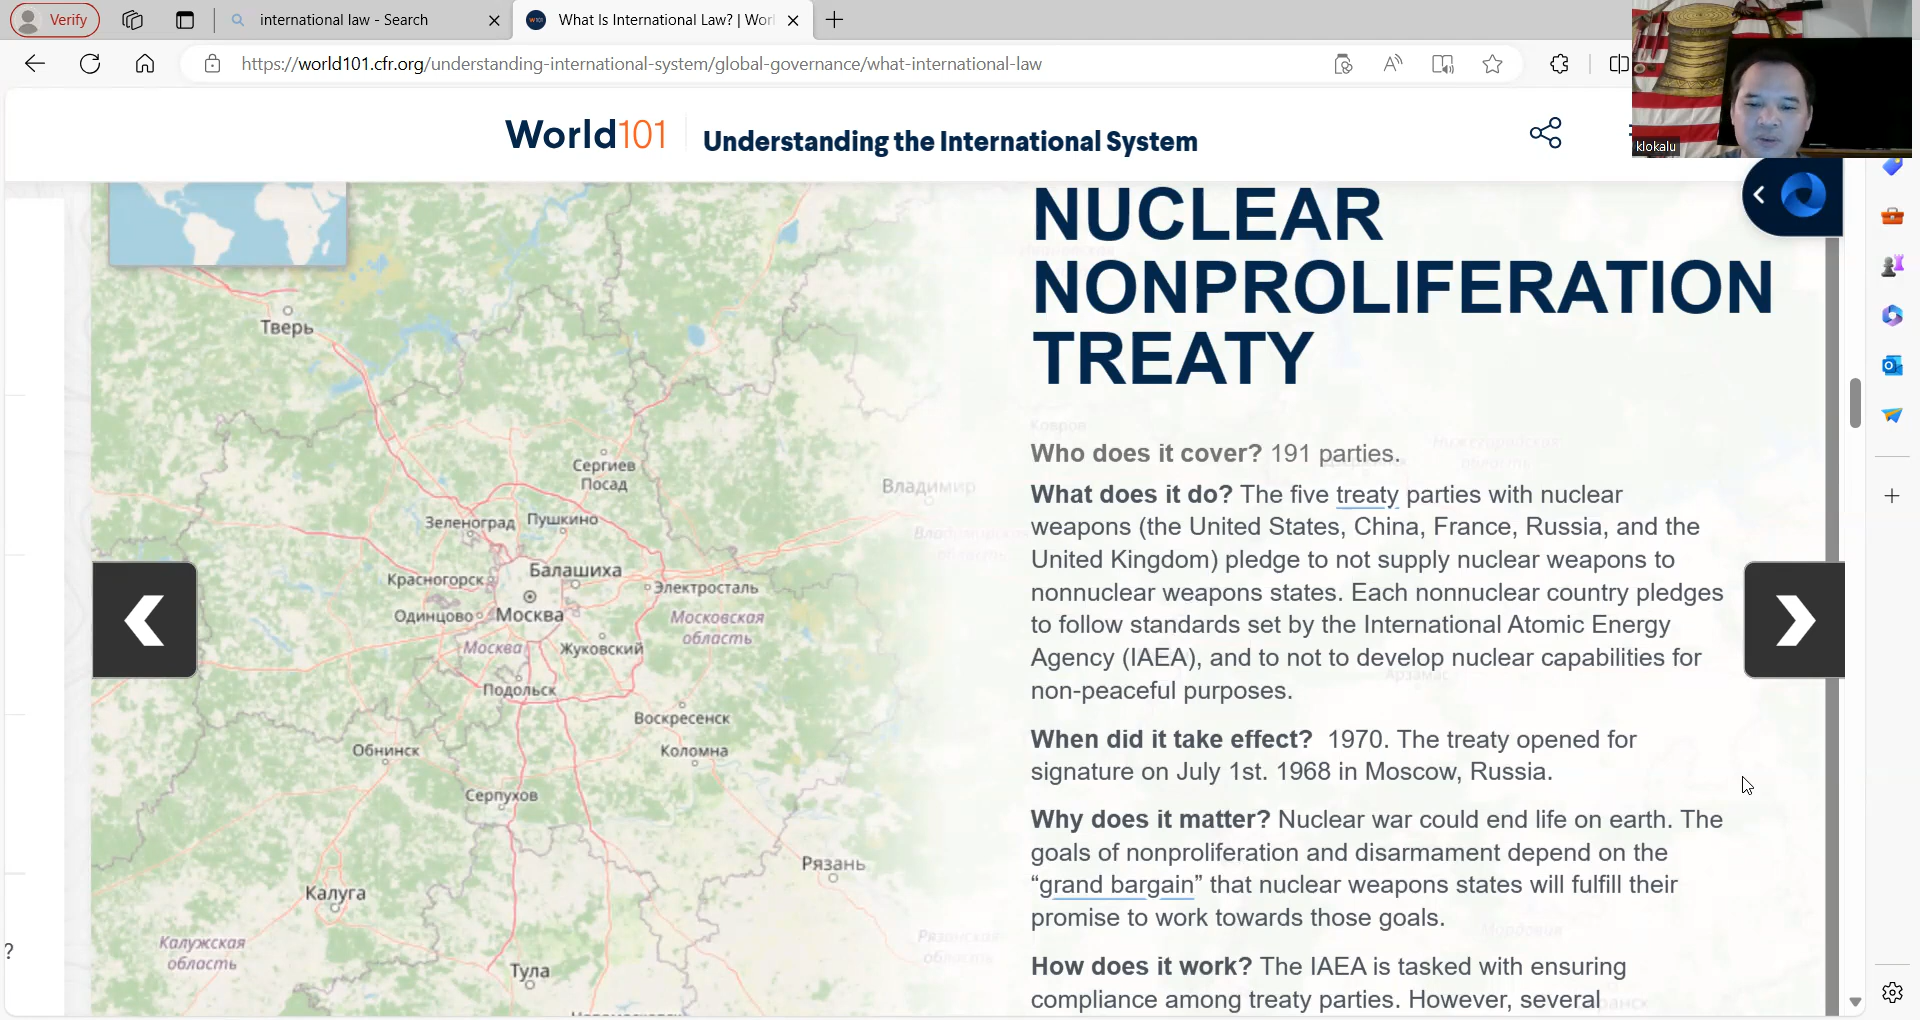 Verify
international law - Search
What Is International Law? | Worl
https://world101.cfr.org/understanding-international-system/global-governance/what-international-law
klokalu
World101
Understanding the International System
NUCLEAR
NONPROLIFERATION
TREATY
Who does it cover? 191 parties.
What does it do? The five treaty parties with nuclear
weapons (the United States, China, France, Russia, and the
United Kingdom) pledge to not supply nuclear weapons to
nonnuclear weapons states. Each nonnuclear country pledges
to follow standards set by the International Atomic Energy
Agency (IAEA), and to not to develop nuclear capabilities for
non-peaceful purposes.
When did it take effect? 1970. The treaty opened for
signature on July 1st. 1968 in Moscow, Russia.
Why does it matter? Nuclear war could end life on earth. The
goals of nonproliferation and disarmament depend on the
“grand bargain” that nuclear weapons states will fulfill their
promise to work towards those goals.
How does it work? The IAEA is tasked with ensuring
compliance among treaty parties. However, several
Тверь
Ковров
Сергиев
Посад
Владимир
Зеленоград
Пушкино
Балашиха
Красногорск
Электросталь
Одинцово
Москва
Московская
область
Москва
Жуковский
Подольск
Воскресенск
Обнинск
Коломна
Серпухов
Рязань
Калуга
Калужская
область
Рязанская
область
Тула
Нижегородская
область
Арзамас
Мордовия
?